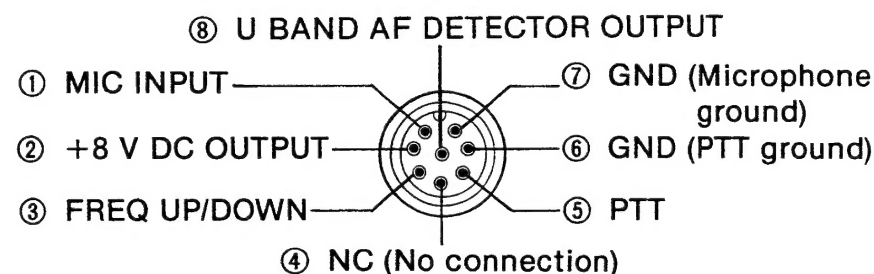 ⑧ U BAND AF DETECTOR OUTPUT
① MIC INPUT
⑦ GND (Microphone
ground)
② +8 V DC OUTPUT
⑥ GND (PTT ground)
③ FREQ UP/DOWN
⑤ PTT
④ NC (No connection)